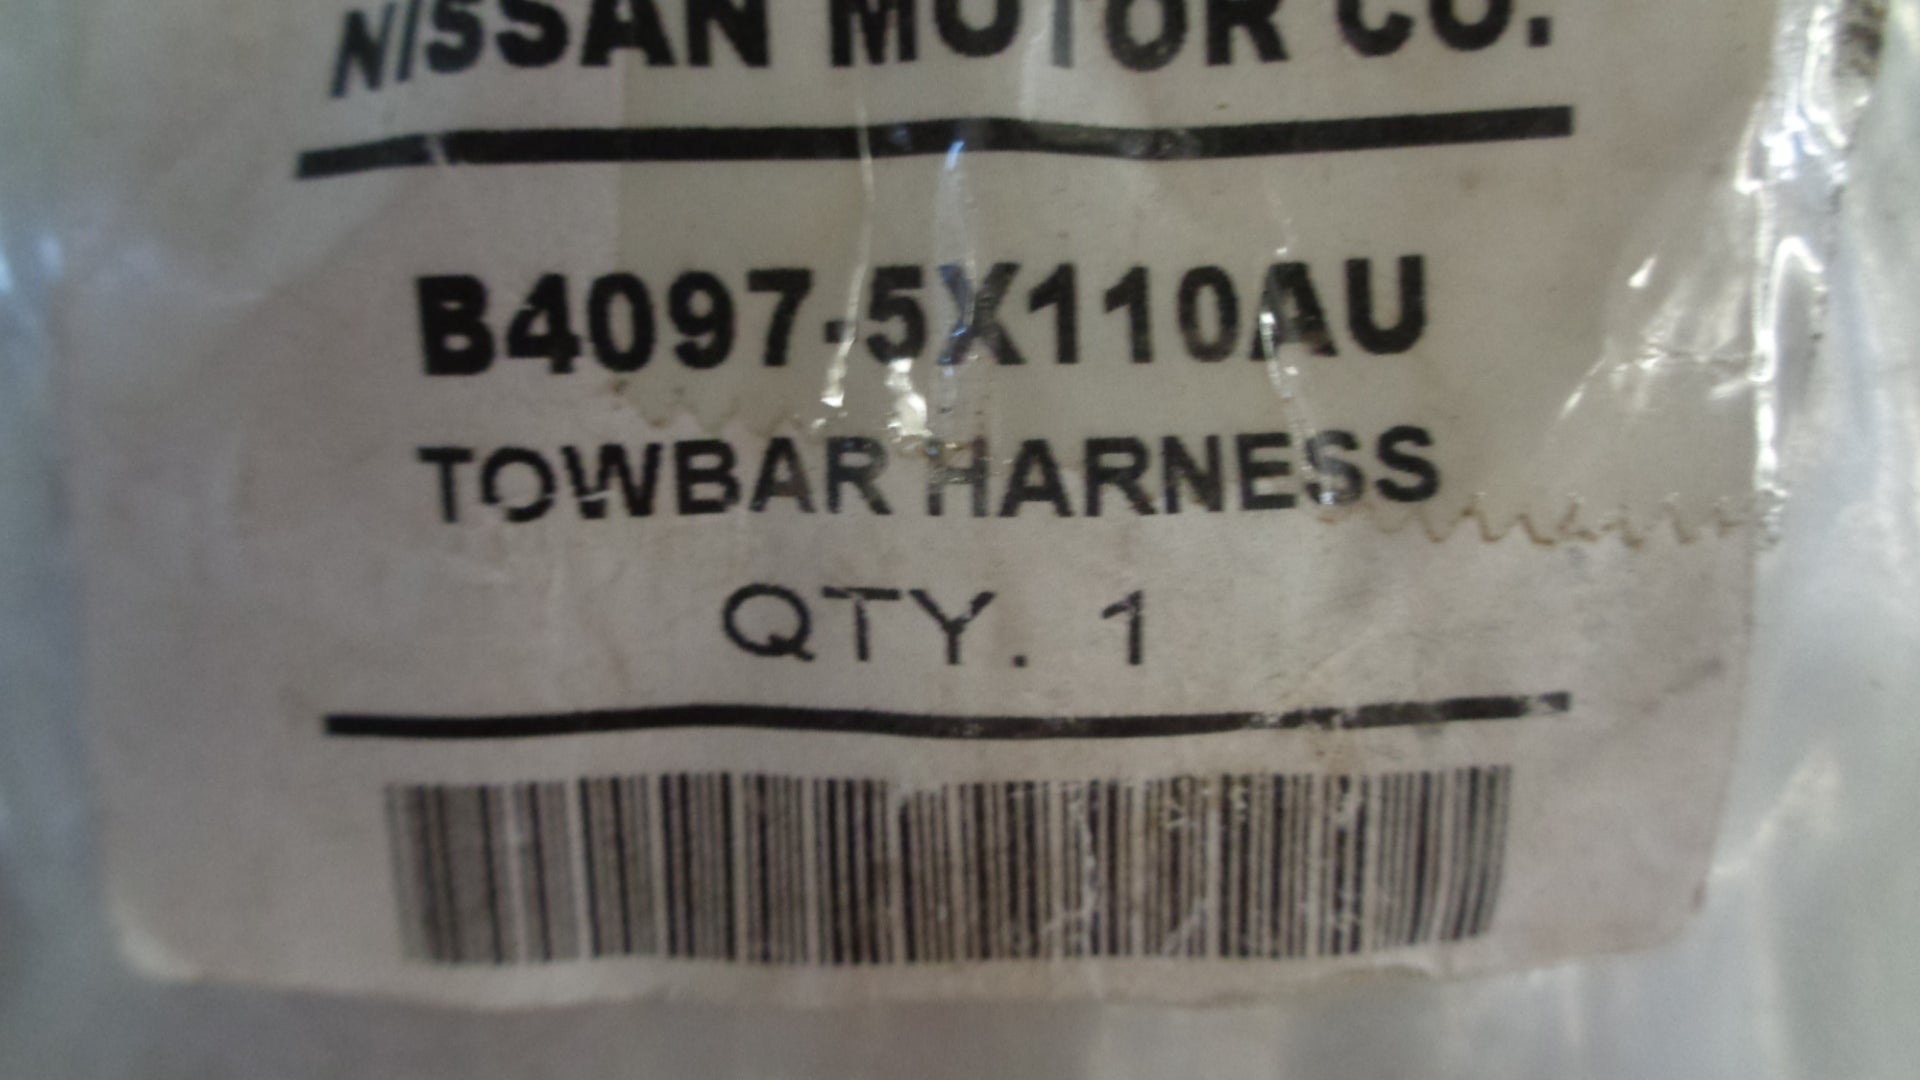 NISSAN MOTOR CO.
B4097-5X110AU
TOWBAR HARNESS
QTY. 1